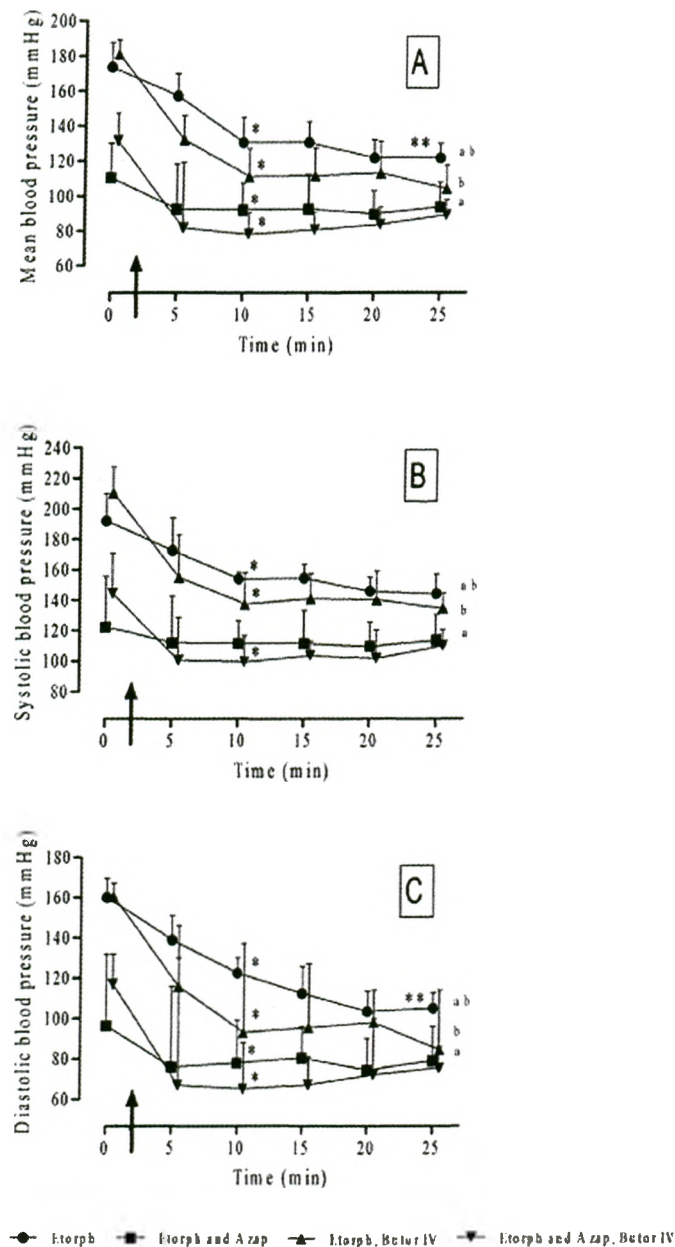 A
Mean blood pressure (mmHg)
200
180
160
140
120
100
80
60
*
*
*
*
**
a b
b
a
0 5 10 15 20 25
Time (min)
B
Systolic blood pressure (mmHg)
240
220
200
180
160
140
120
100
80
*
*
*
a b
b
a
0 5 10 15 20 25
Time (min)
C
Diastolic blood pressure (mmHg)
180
160
140
120
100
80
60
*
*
*
*
**
a b
b
a
0 5 10 15 20 25
Time (min)
Etorph Etorph and Azap Etorph, Butor IV Etorph and Azap, Butor IV